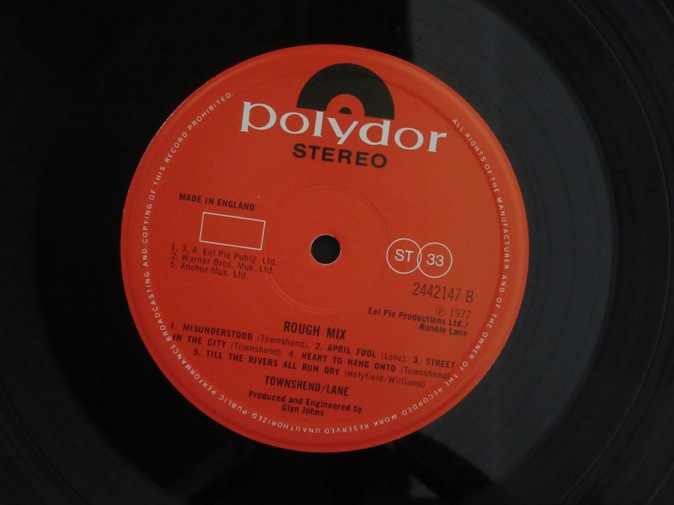 polydor
STEREO
MADE IN ENGLAND
1, 3, 4. Eel Pie Publg. Ltd.
2. Warner Bros. Mus. Ltd.
5. Anchor Mus. Ltd.
ST 33
2442147 B
Ⓟ 1977
Eel Pie Productions Ltd./
Ronnie Lane
ROUGH MIX
1. MISUNDERSTOOD (Townshend). 2. APRIL FOOL (Lane). 3. STREET
IN THE CITY (Townshend). 4. HEART TO HANG ONTO (Townshend).
5. TILL THE RIVERS ALL RUN DRY (Holyfield/Williams)
TOWNSHEND/LANE
Produced and Engineered by
Glyn Johns
ALL RIGHTS OF THE MANUFACTURER AND OF THE OWNER OF THE RECORDED WORK RESERVED UNAUTHORIZED PUBLIC PERFORMANCE BROADCASTING AND COPYING OF THIS RECORD PROHIBITED.